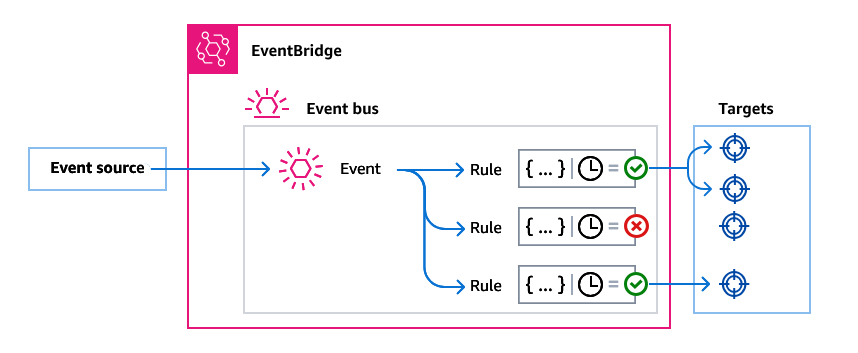 EventBridge
Event bus
Targets
Event source
Event
Rule
{ ... } | =
Rule
{ ... } | =
Rule
{ ... } | =